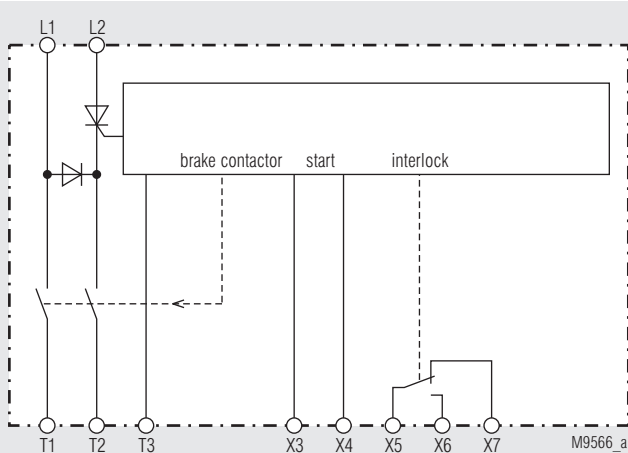 L1 L2
brake contactor start interlock
T1 T2 T3 X3 X4 X5 X6 X7 M9566_a